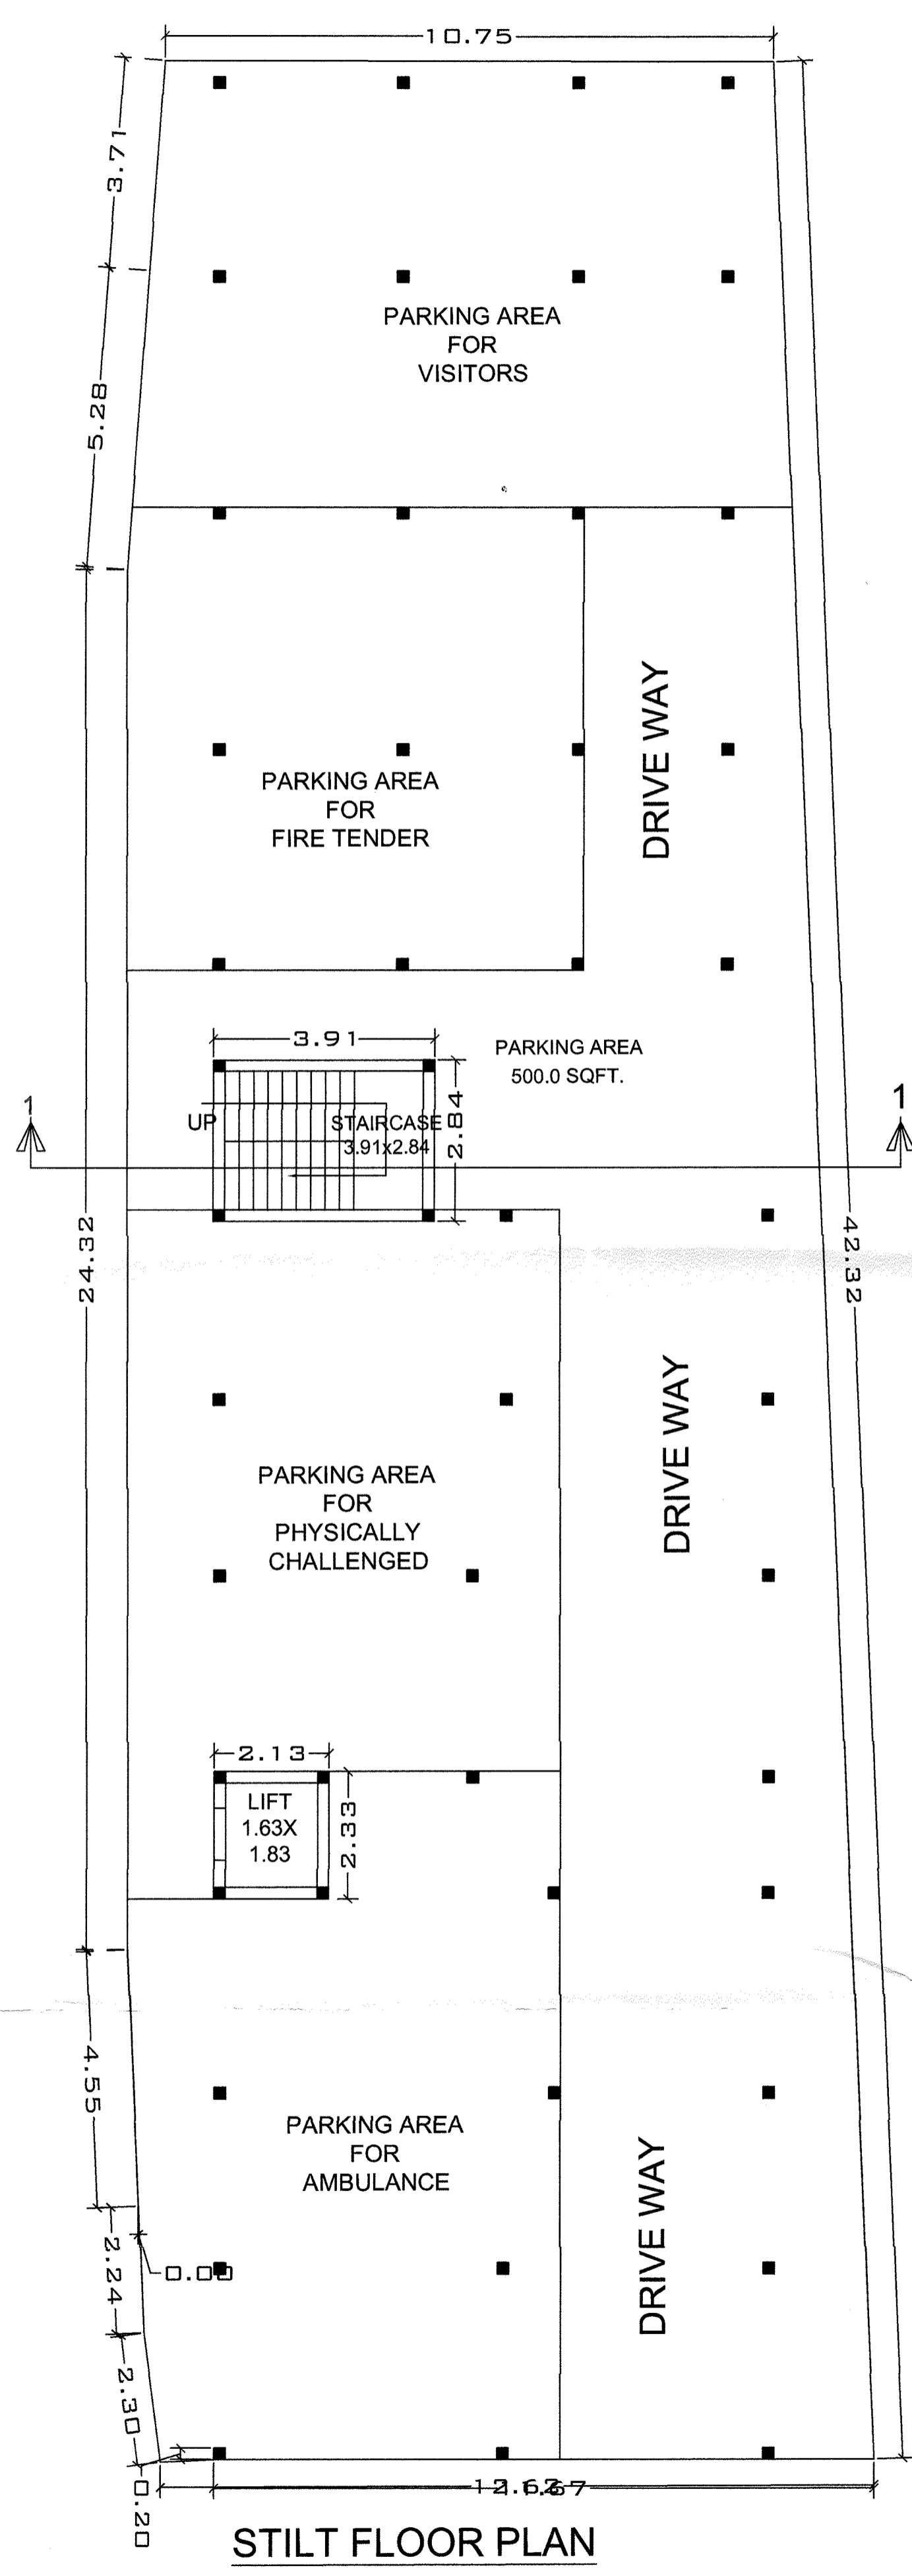 10.75
3.71
5.28
PARKING AREA
FOR
VISITORS
DRIVE WAY
PARKING AREA
FOR
FIRE TENDER
3.91
PARKING AREA
500.0 SQFT.
1
1
UP
STAIRCASE
3.91x2.84
2.84
24.32
42.32
DRIVE WAY
PARKING AREA
FOR
PHYSICALLY
CHALLENGED
2.13
LIFT
1.63X
1.83
2.33
4.55
PARKING AREA
FOR
AMBULANCE
DRIVE WAY
2.24
0.00
2.30
0.20
STILT FLOOR PLAN